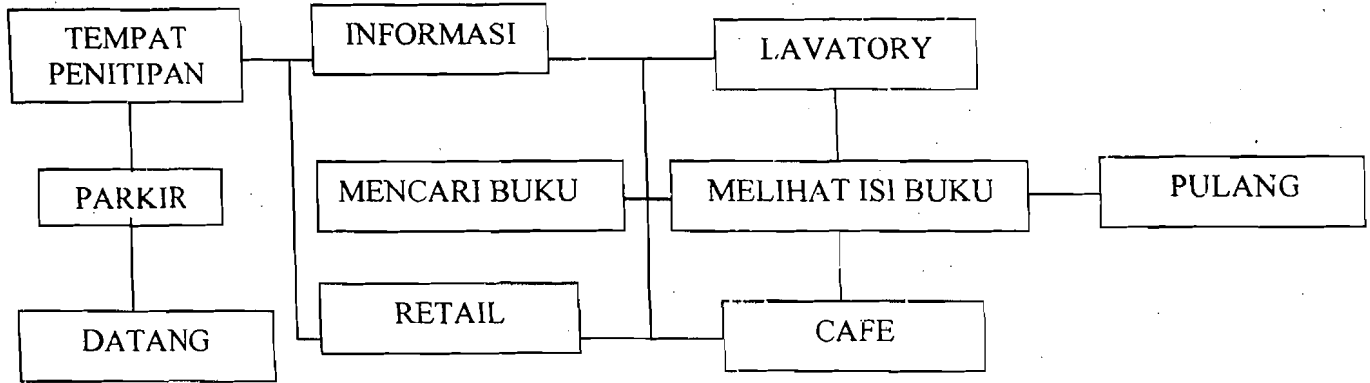 TEMPAT
PENITIPAN
INFORMASI
LAVATORY
PARKIR
MENCARI BUKU
MELIHAT ISI BUKU
PULANG
DATANG
RETAIL
CAFE